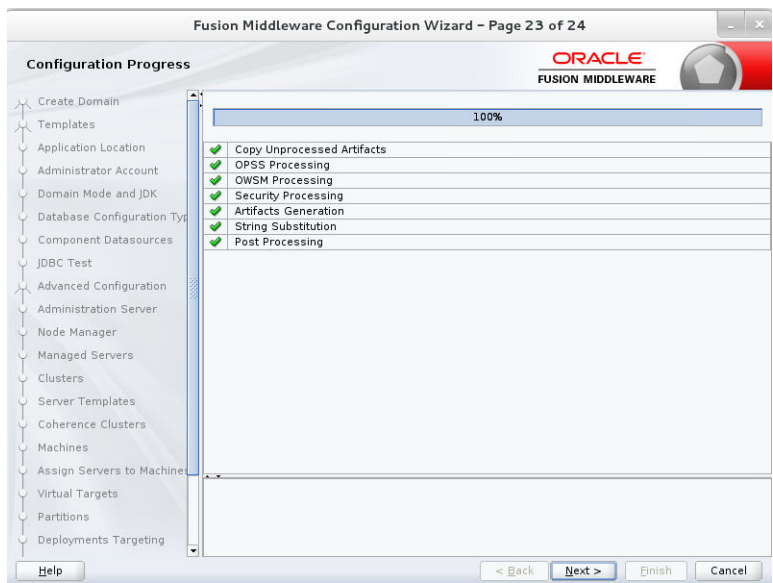 Fusion Middleware Configuration Wizard - Page 23 of 24
Configuration Progress
ORACLE
FUSION MIDDLEWARE
Create Domain
Templates
Application Location
Administrator Account
Domain Mode and JDK
Database Configuration Typ
Component Datasources
JDBC Test
Advanced Configuration
Administration Server
Node Manager
Managed Servers
Clusters
Server Templates
Coherence Clusters
Machines
Assign Servers to Machines
Virtual Targets
Partitions
Deployments Targeting
100%
Copy Unprocessed Artifacts
OPSS Processing
OWSM Processing
Security Processing
Artifacts Generation
String Substitution
Post Processing
Help
< Back
Next >
Finish
Cancel